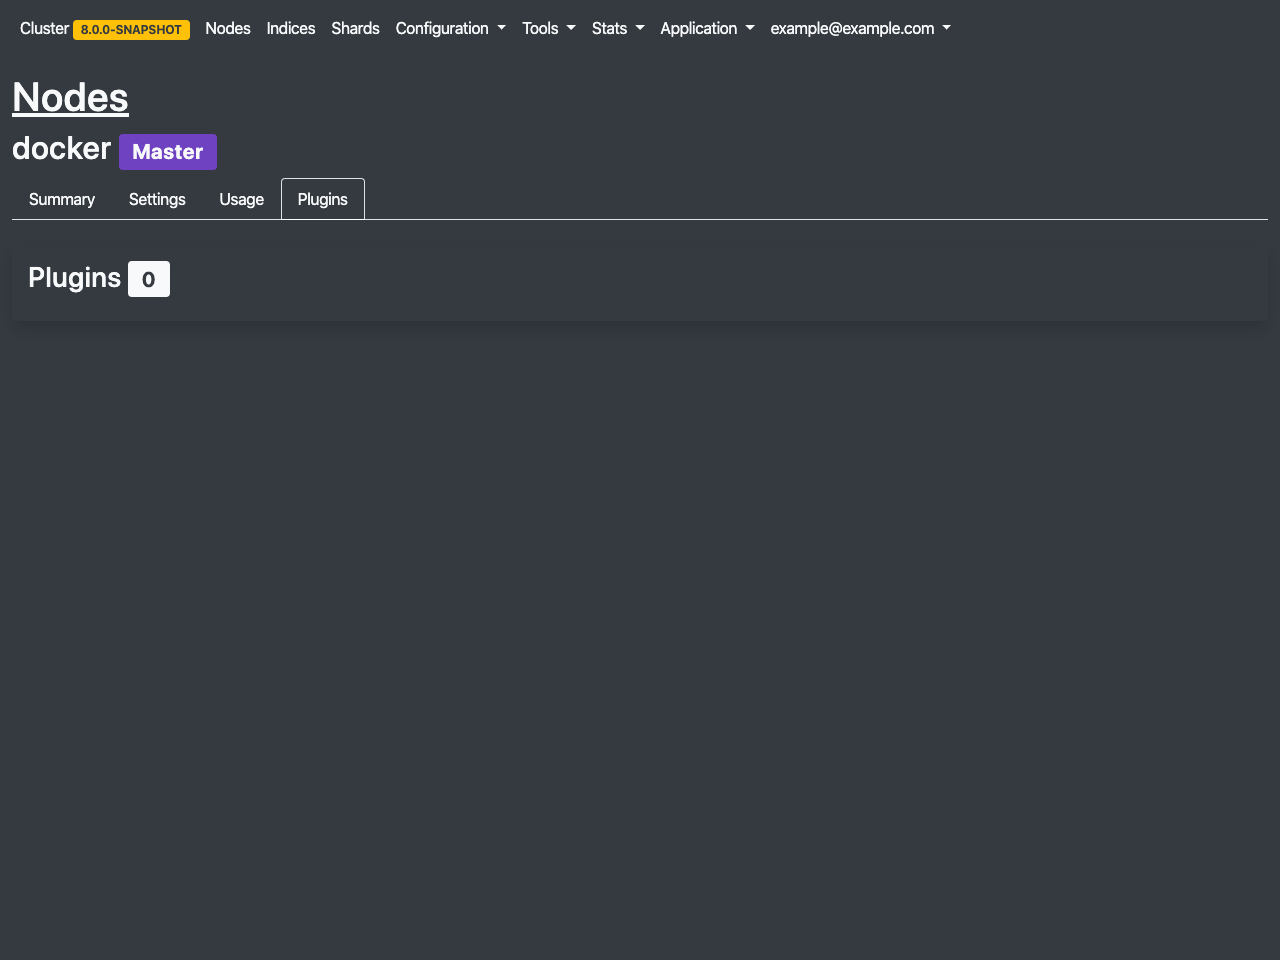 Cluster 8.0.0-SNAPSHOT Nodes Indices Shards Configuration Tools Stats Application example@example.com
Nodes
docker Master
Summary Settings Usage Plugins
Plugins 0